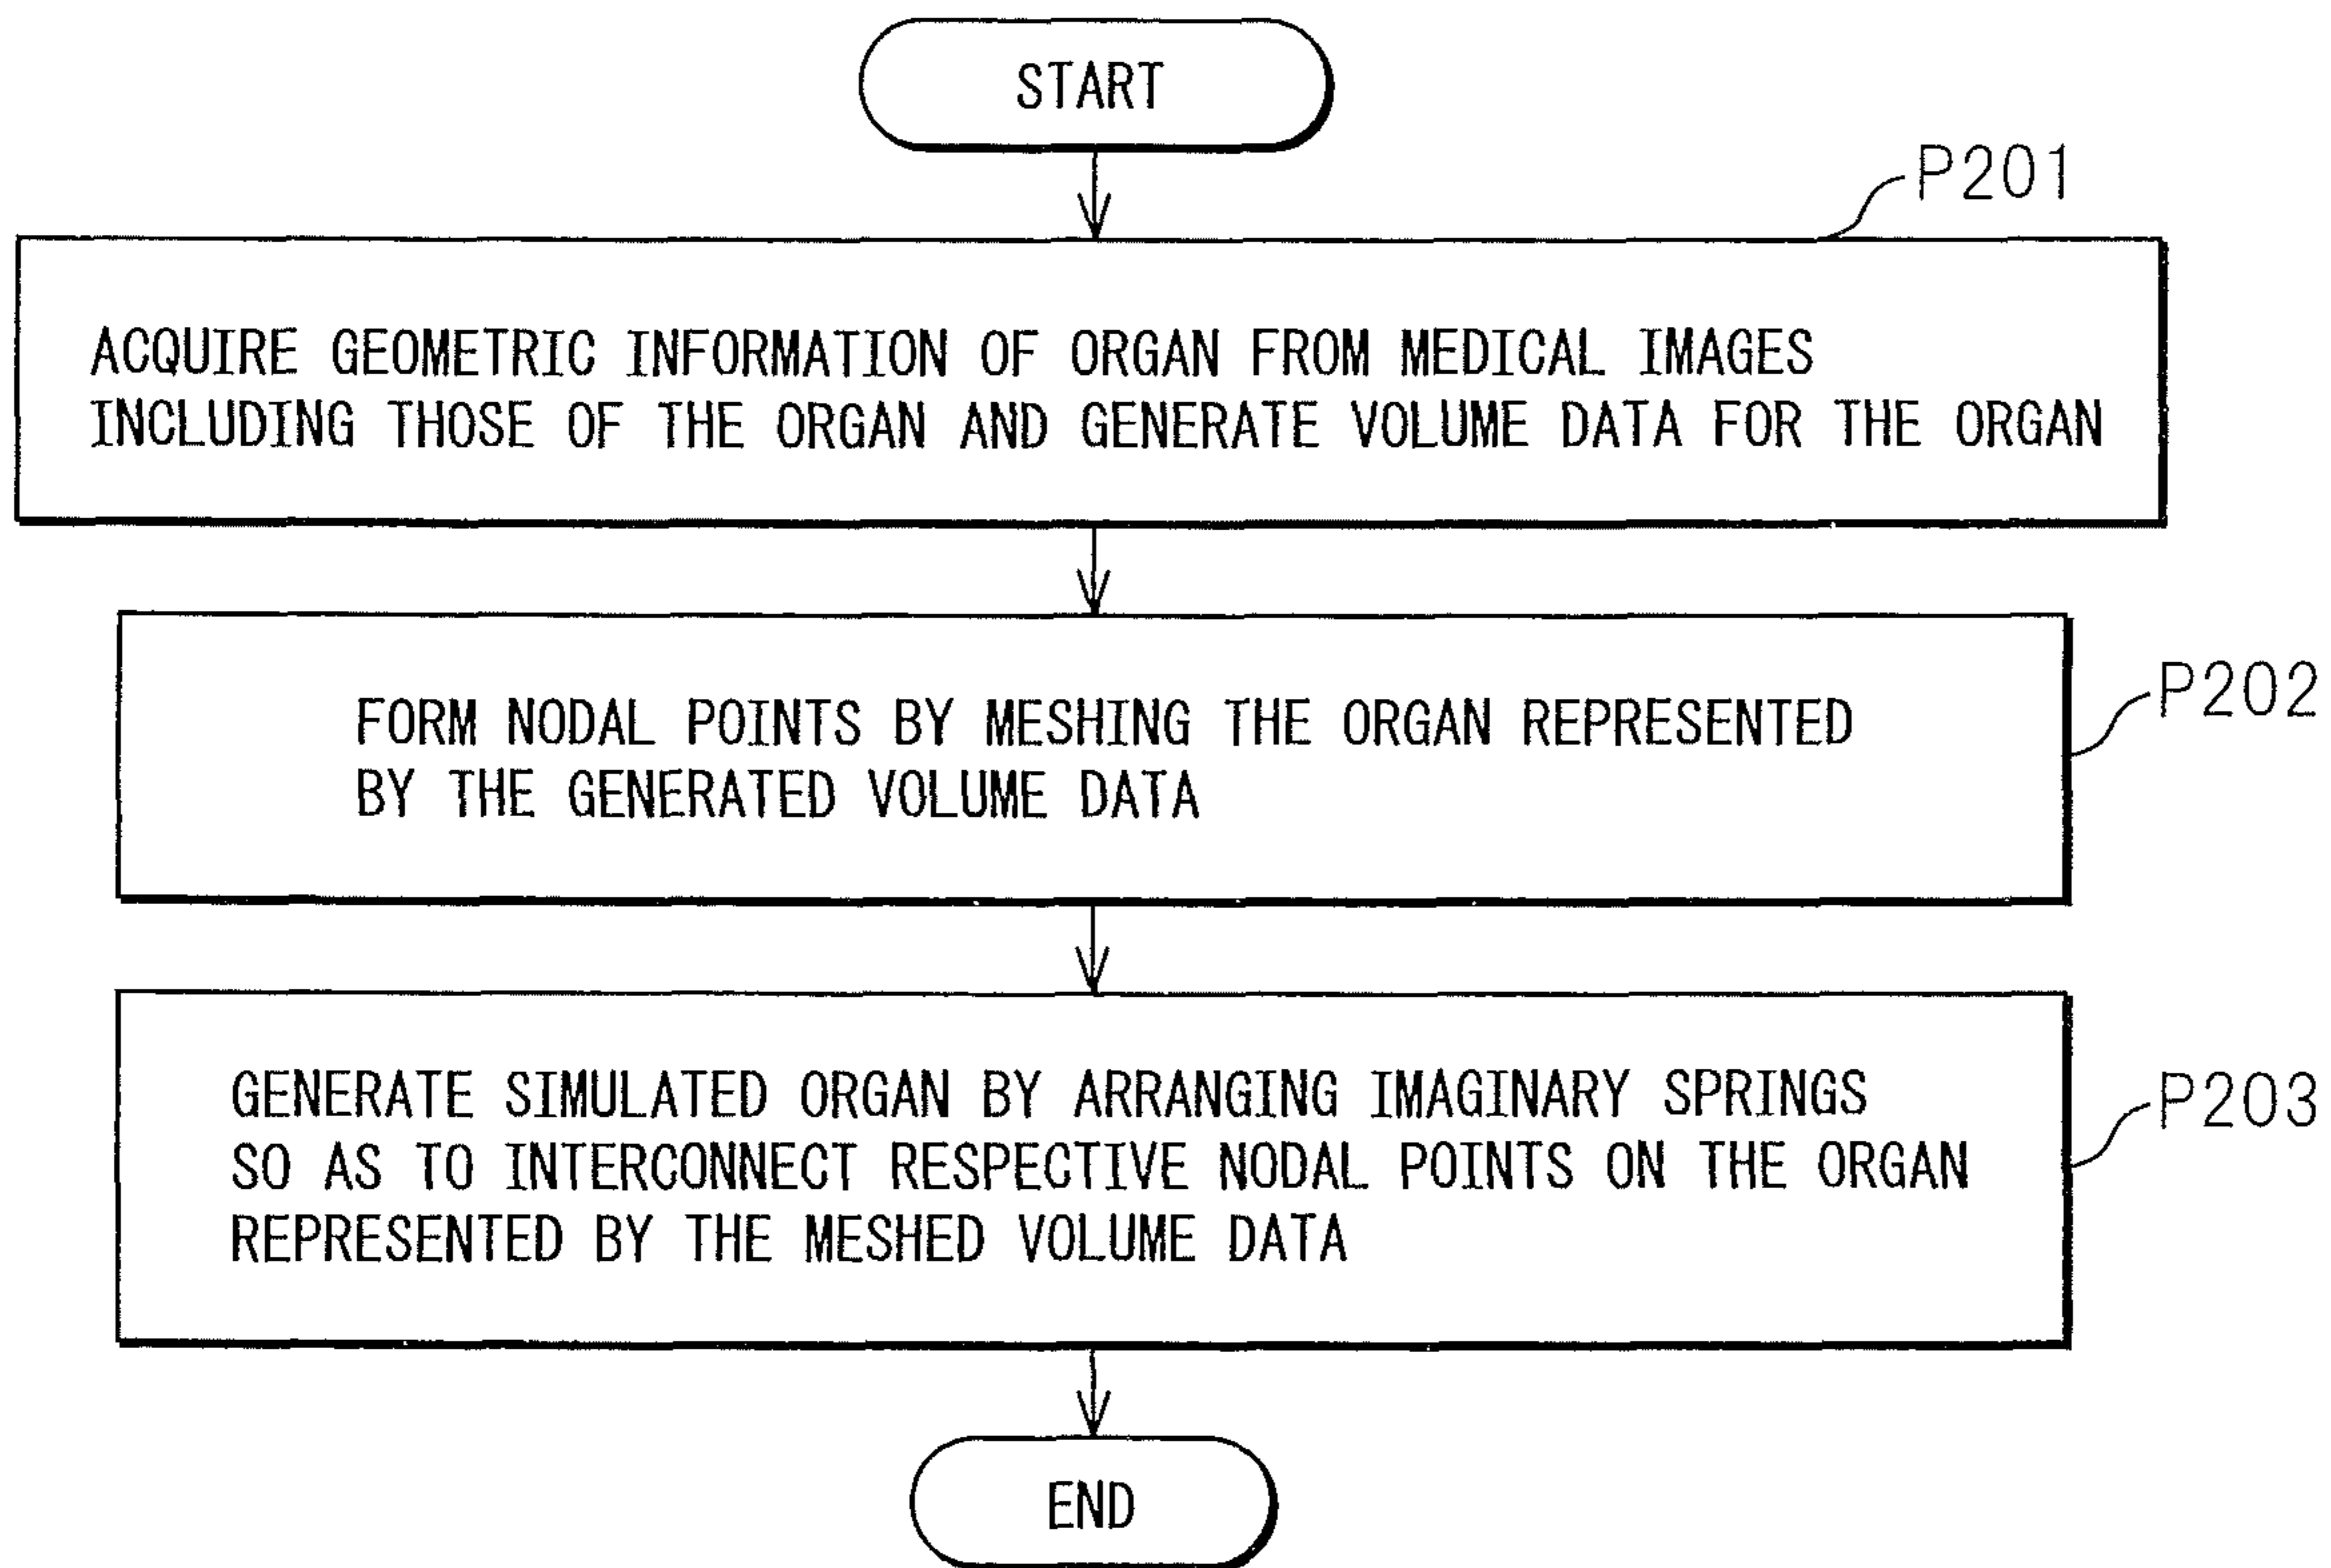 START
P201
ACQUIRE GEOMETRIC INFORMATION OF ORGAN FROM MEDICAL IMAGES
INCLUDING THOSE OF THE ORGAN AND GENERATE VOLUME DATA FOR THE ORGAN
P202
FORM NODAL POINTS BY MESHING THE ORGAN REPRESENTED
BY THE GENERATED VOLUME DATA
P203
GENERATE SIMULATED ORGAN BY ARRANGING IMAGINARY SPRINGS
SO AS TO INTERCONNECT RESPECTIVE NODAL POINTS ON THE ORGAN
REPRESENTED BY THE MESHED VOLUME DATA
END